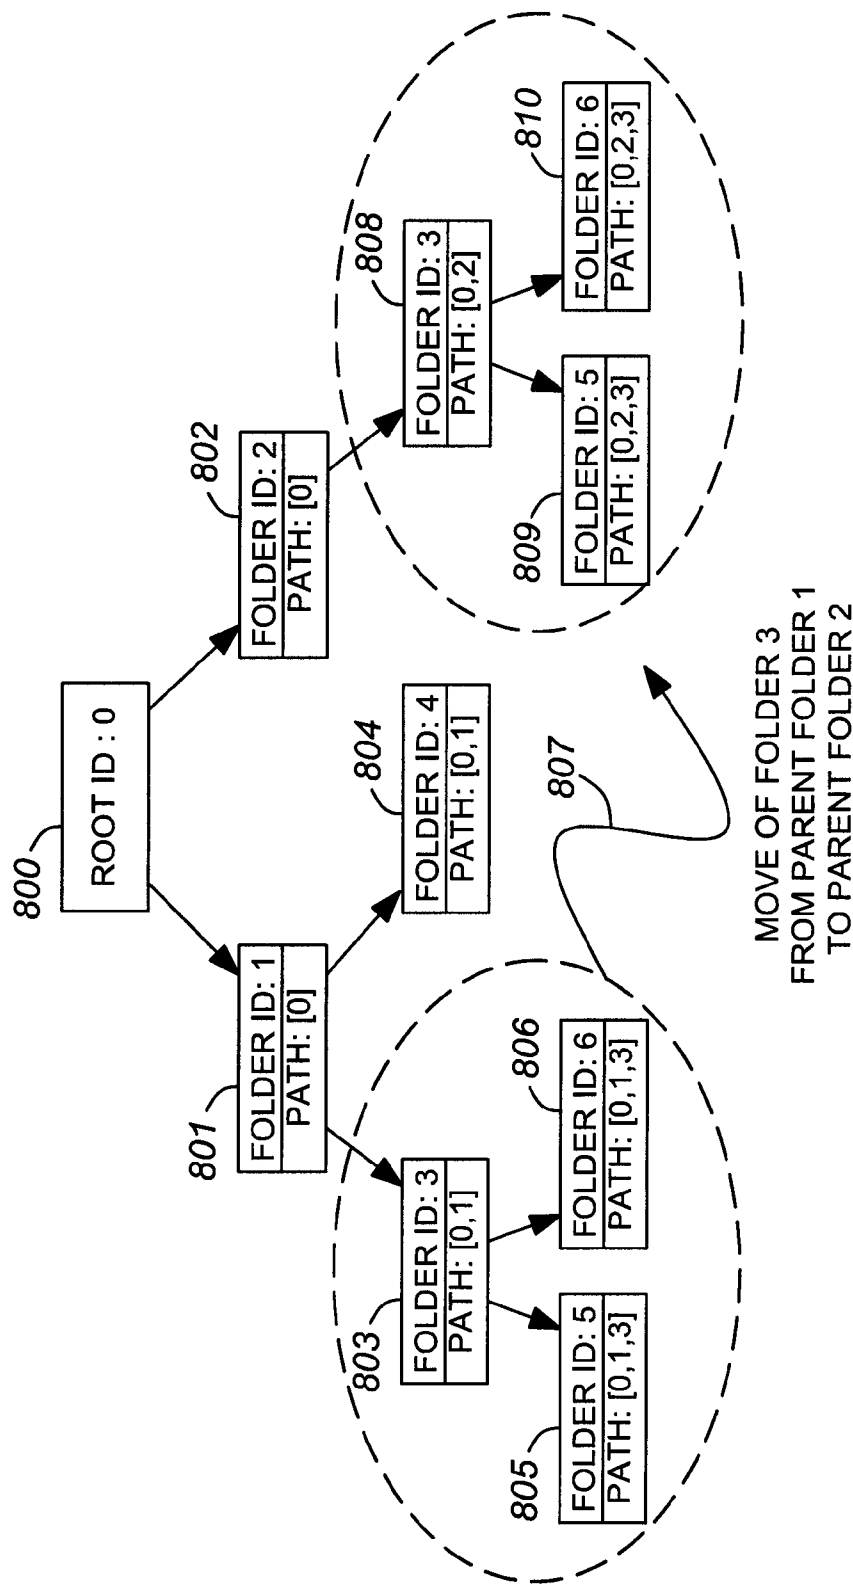 800
ROOT ID : 0
801
FOLDER ID: 1
PATH: [0]
802
FOLDER ID: 2
PATH: [0]
803
FOLDER ID: 3
PATH: [0,1]
804
FOLDER ID: 4
PATH: [0,1]
808
FOLDER ID: 3
PATH: [0,2]
805
FOLDER ID: 5
PATH: [0,1,3]
806
FOLDER ID: 6
PATH: [0,1,3]
809
FOLDER ID: 5
PATH: [0,2,3]
810
FOLDER ID: 6
PATH: [0,2,3]
807
MOVE OF FOLDER 3
FROM PARENT FOLDER 1
TO PARENT FOLDER 2